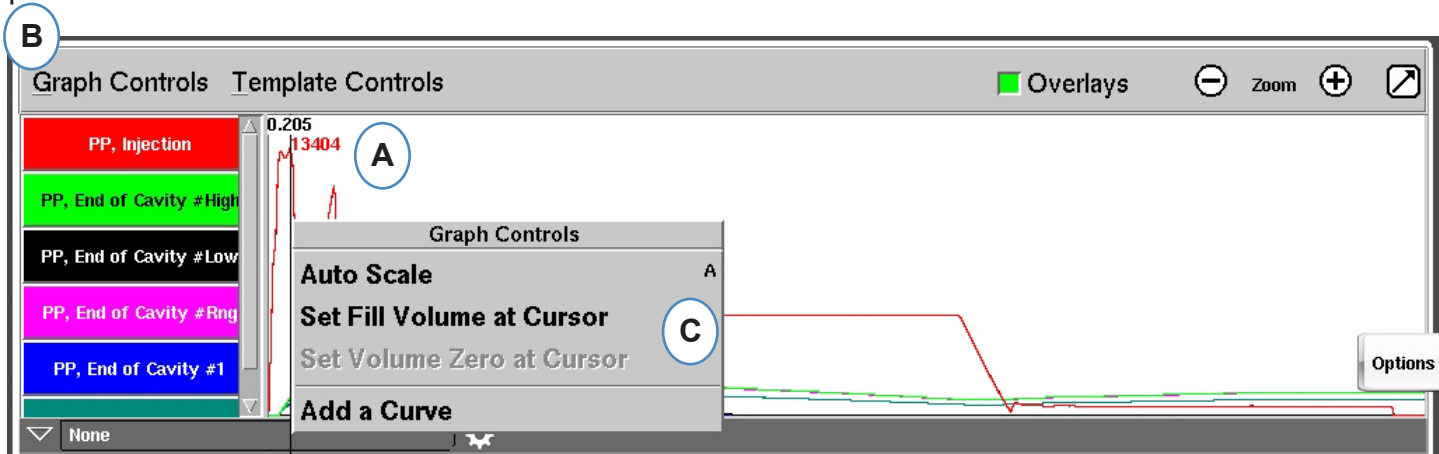 B
Graph Controls Template Controls Overlays Zoom
PP, Injection
PP, End of Cavity #High
PP, End of Cavity #Low
PP, End of Cavity #Rng
PP, End of Cavity #1
0.205
13404
A
Graph Controls
Auto Scale A
Set Fill Volume at Cursor
C
Set Volume Zero at Cursor
Add a Curve
Options
None